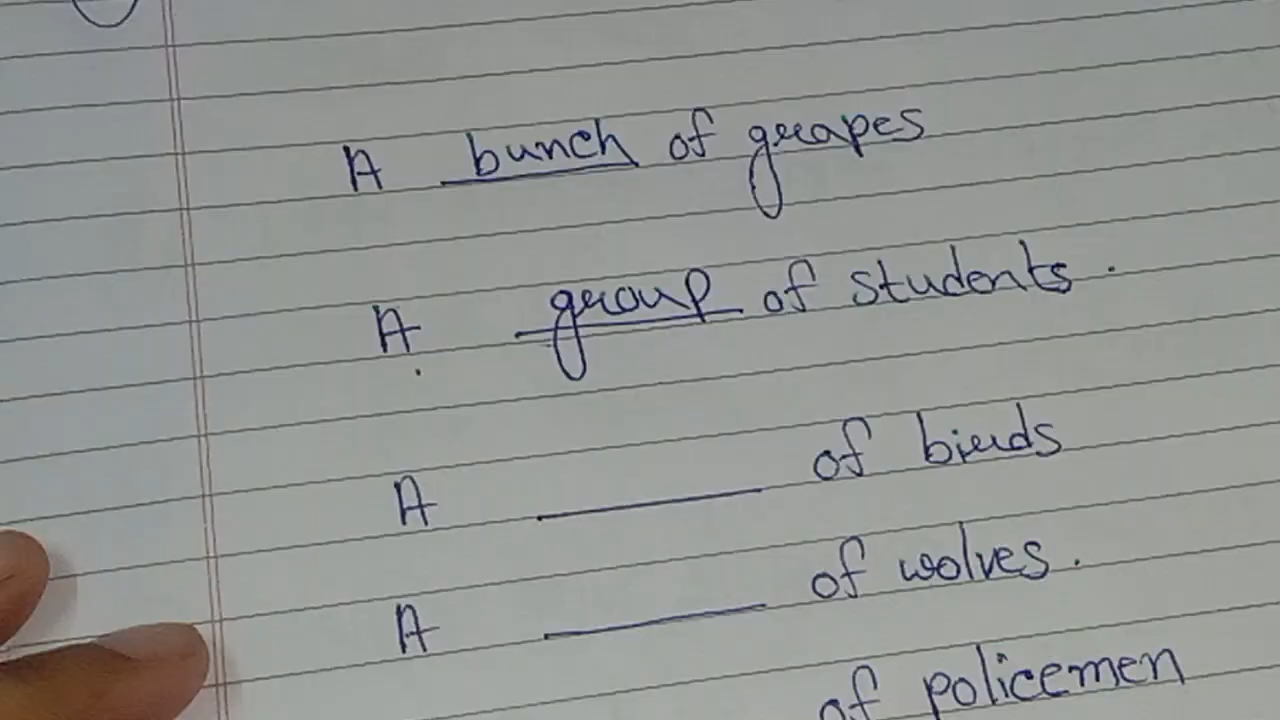 A bunch of grapes
A group of students.
A ______ of birds
A ______ of wolves.
of policemen